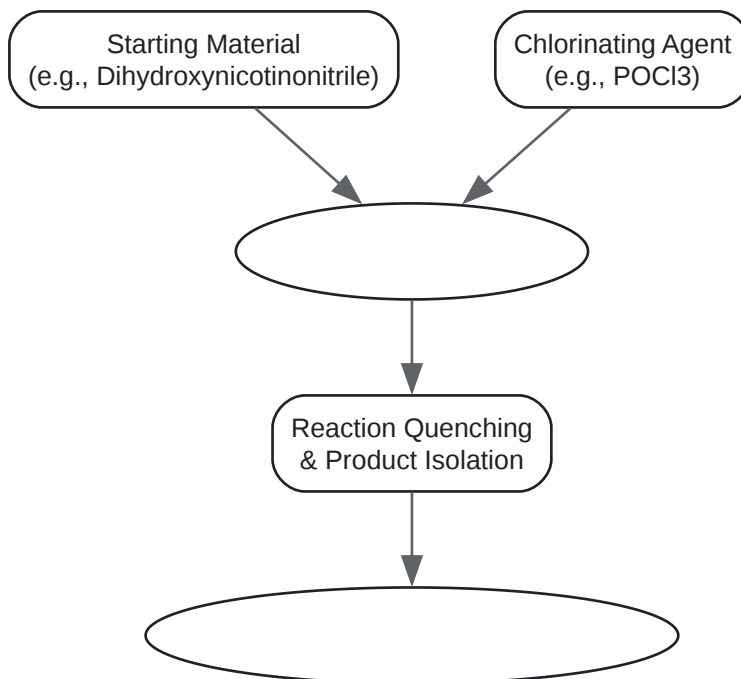 Starting Material
(e.g., Dihydroxynicotinonitrile)
Chlorinating Agent
(e.g., POCl3)
Reaction Quenching
& Product Isolation